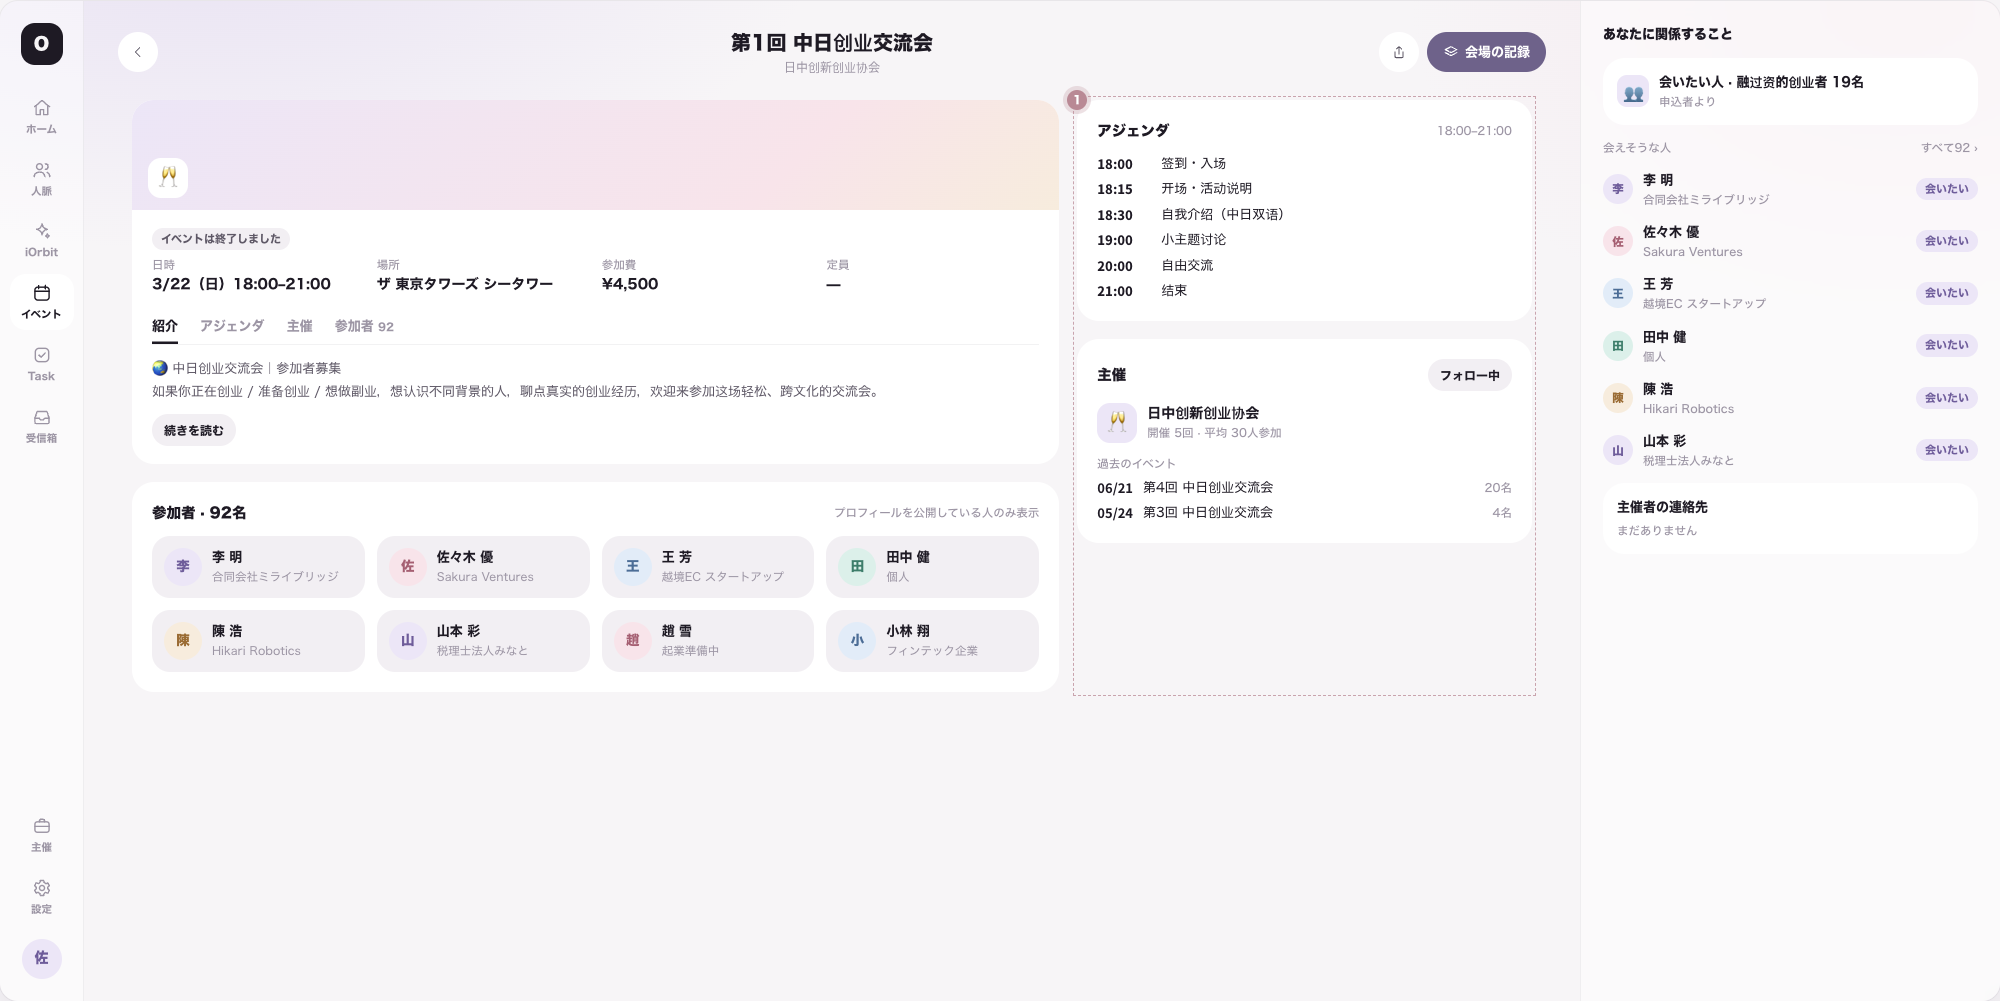 O
ホーム
人脈
iOrbit
イベント
Task
受信箱
主催
設定
佐
第1回 中日创业交流会
日中创新创业协会
会場の記録
イベントは終了しました
日時
3/22（日）18:00–21:00
場所
ザ 東京タワーズ シータワー
参加費
¥4,500
定員
—
紹介
アジェンダ
主催
参加者 92
中日创业交流会｜参加者募集
如果你正在创业 / 准备创业 / 想做副业，想认识不同背景的人，聊点真实的创业经历，欢迎来参加这场轻松、跨文化的交流会。
続きを読む
参加者 · 92名
プロフィールを公開している人のみ表示
李
李 明
合同会社ミライブリッジ
佐
佐々木 優
Sakura Ventures
王
王 芳
越境EC スタートアップ
田
田中 健
個人
陳
陳 浩
Hikari Robotics
山
山本 彩
税理士法人みなと
趙
趙 雪
起業準備中
小
小林 翔
フィンテック企業
1
アジェンダ
18:00–21:00
18:00 签到・入场
18:15 开场・活动说明
18:30 自我介绍（中日双语）
19:00 小主题讨论
20:00 自由交流
21:00 结束
主催
フォロー中
日中创新创业协会
開催 5回 · 平均 30人参加
過去のイベント
06/21 第4回 中日创业交流会 20名
05/24 第3回 中日创业交流会 4名
あなたに関係すること
会いたい人 · 融过资的创业者 19名
申込者より
会えそうな人
すべて92 ›
李
李 明
合同会社ミライブリッジ
会いたい
佐
佐々木 優
Sakura Ventures
会いたい
王
王 芳
越境EC スタートアップ
会いたい
田
田中 健
個人
会いたい
陳
陳 浩
Hikari Robotics
会いたい
山
山本 彩
税理士法人みなと
会いたい
主催者の連絡先
まだありません